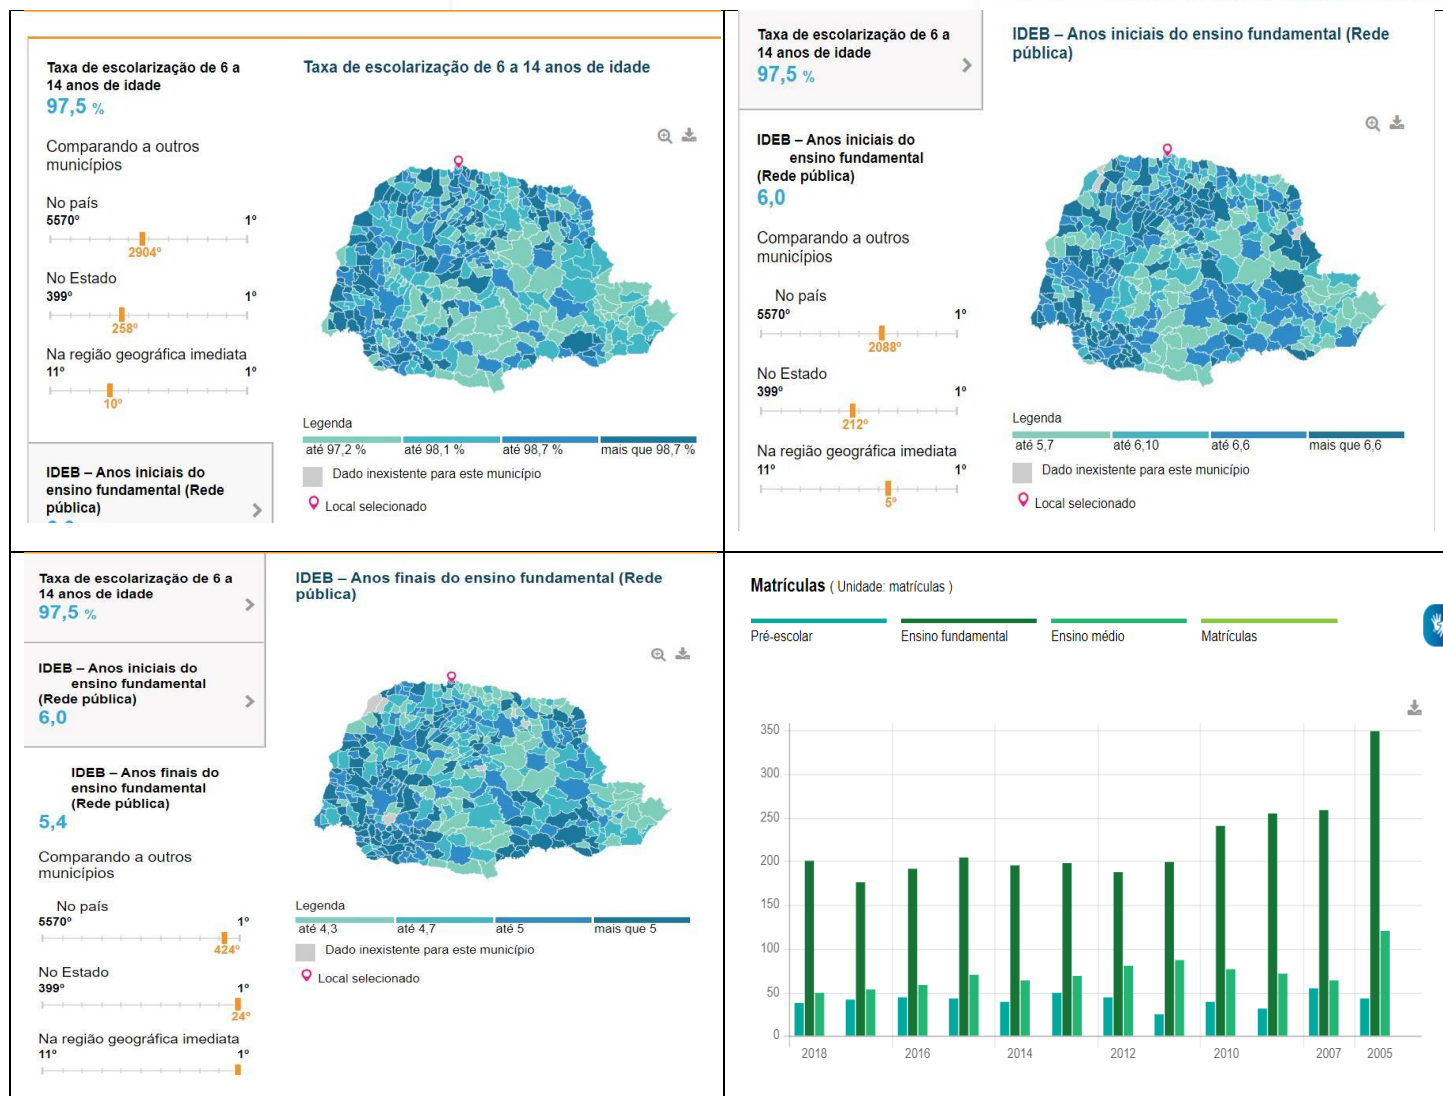 Taxa de escolarização de 6 a
14 anos de idade
97,5 %
Comparando a outros
municípios
No país
5570º 1º
2904º
No Estado
399º 1º
258º
Na região geográfica imediata
11º 1º
10º
IDEB – Anos iniciais do
ensino fundamental (Rede
pública)
Taxa de escolarização de 6 a 14 anos de idade
Legenda
até 97,2 % até 98,1 % até 98,7 % mais que 98,7 %
Dado inexistente para este município
Local selecionado
Taxa de escolarização de 6 a
14 anos de idade
97,5 %
IDEB – Anos iniciais do
ensino fundamental
(Rede pública)
6,0
Comparando a outros
municípios
No país
5570º 1º
2088º
No Estado
399º 1º
212º
Na região geográfica imediata
11º 1º
5º
IDEB – Anos iniciais do ensino fundamental (Rede
pública)
Legenda
até 5,7 até 6,10 até 6,6 mais que 6,6
Dado inexistente para este município
Local selecionado
Taxa de escolarização de 6 a
14 anos de idade
97,5 %
IDEB – Anos iniciais do
ensino fundamental
(Rede pública)
6,0
IDEB – Anos finais do
ensino fundamental
(Rede pública)
5,4
Comparando a outros
municípios
No país
5570º 1º
424º
No Estado
399º 1º
24º
Na região geográfica imediata
11º 1º
IDEB – Anos finais do ensino fundamental (Rede
pública)
Legenda
até 4,3 até 4,7 até 5 mais que 5
Dado inexistente para este município
Local selecionado
Matrículas ( Unidade: matrículas )
Pré-escolar Ensino fundamental Ensino médio Matrículas
350
300
250
200
150
100
50
0
2018 2016 2014 2012 2010 2007 2005